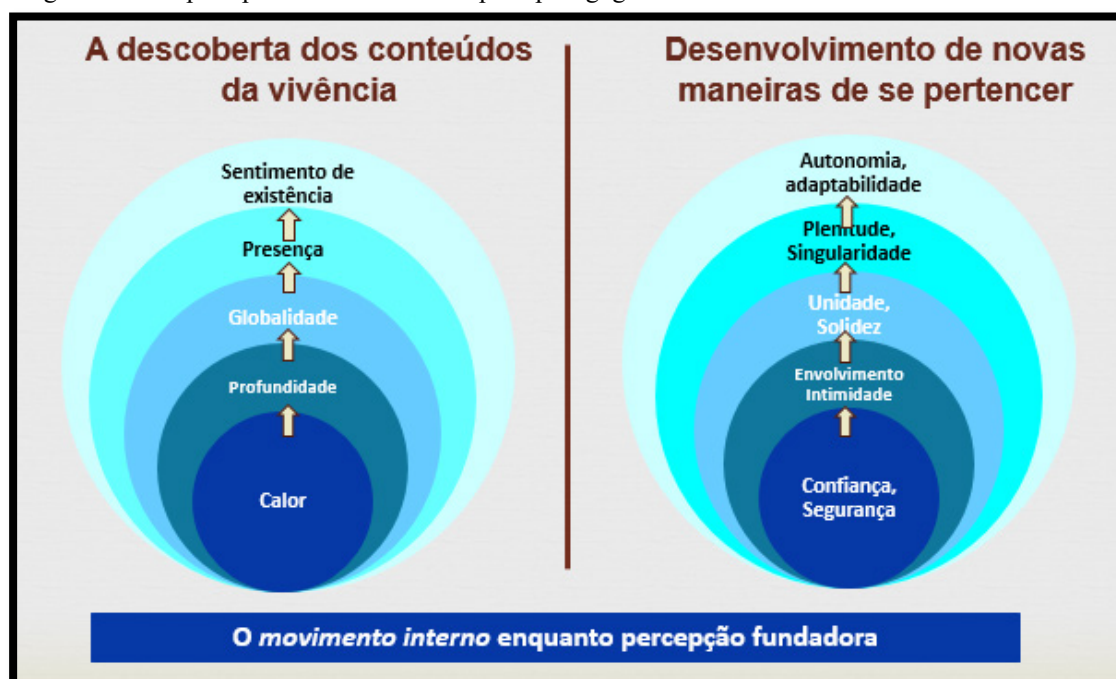 A descoberta dos conteúdos
da vivência
Sentimento de
existência
Presença
Globalidade
Profundidade
Calor
Desenvolvimento de novas
maneiras de se pertencer
Autonomia,
adaptabilidade
Plenitude,
Singularidade
Unidade,
Solidez
Envolvimento
Intimidade
Confiança,
Segurança
O movimento interno enquanto percepção fundadora